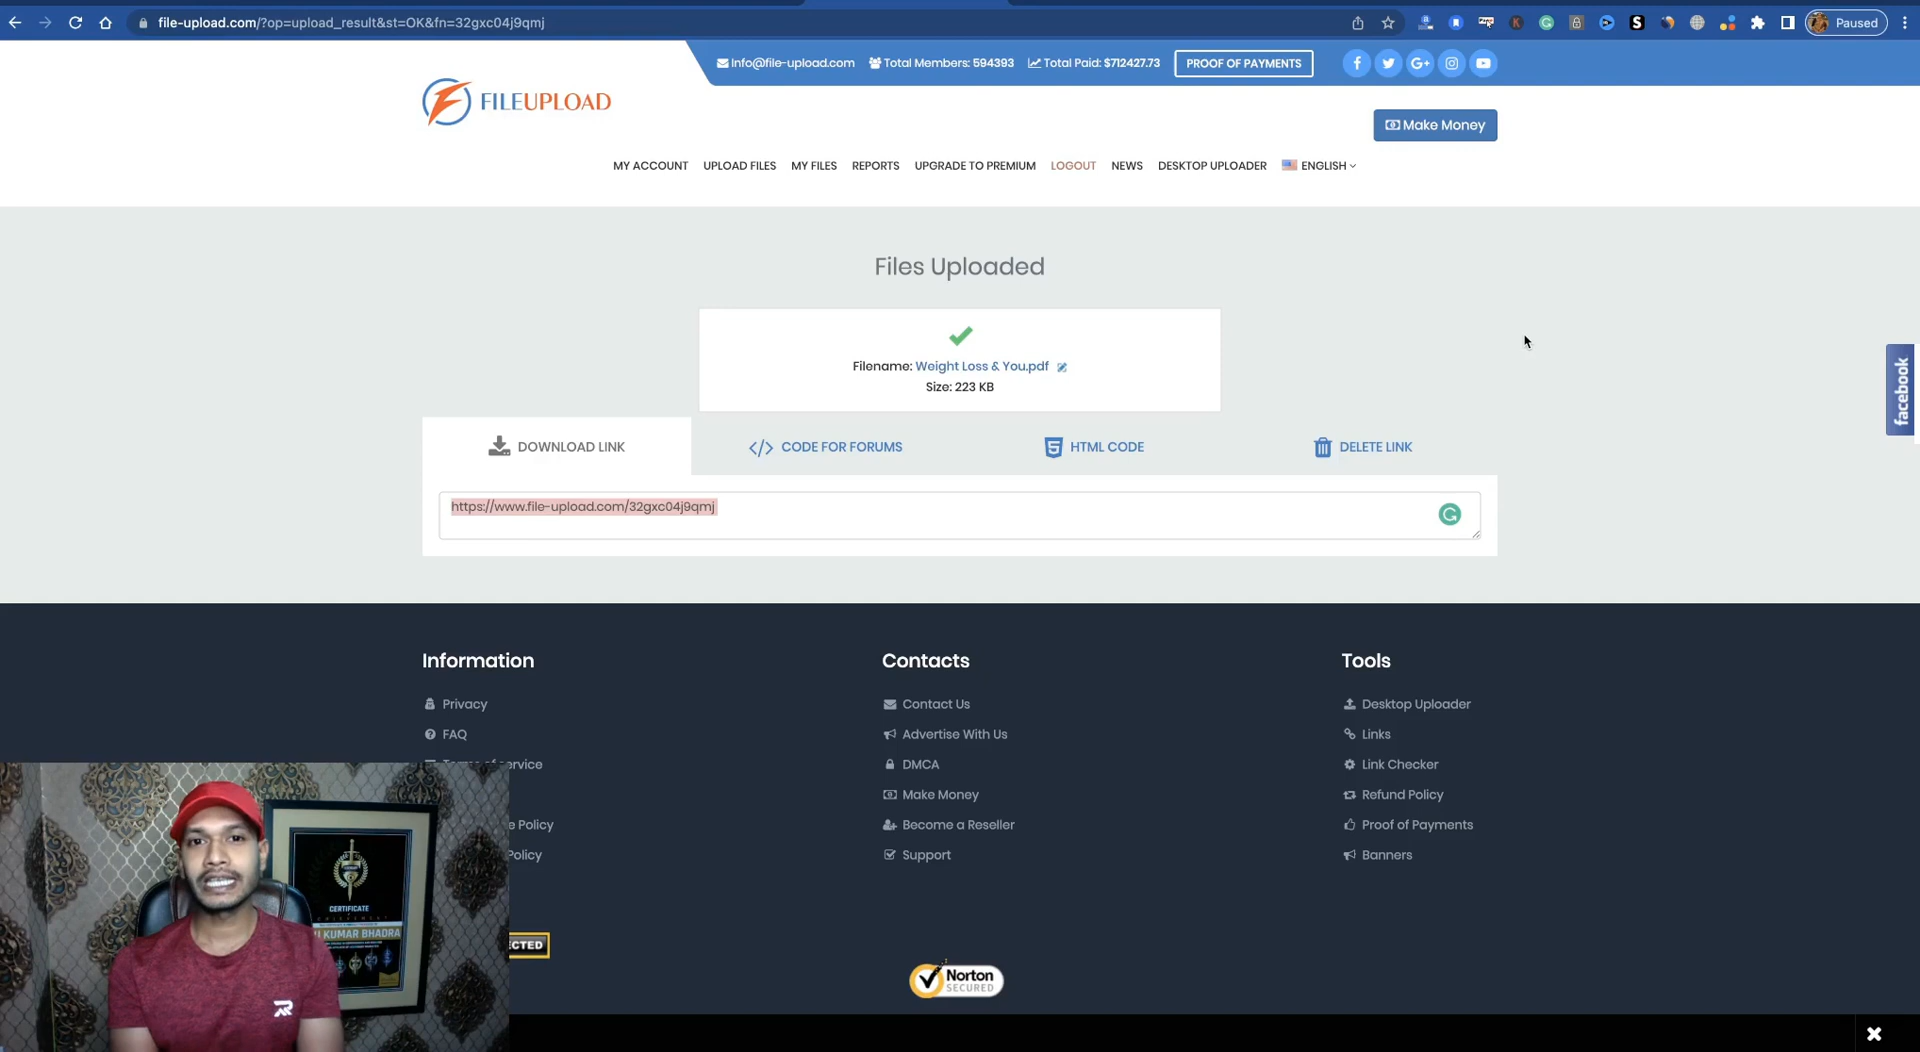 file-upload.com/?op=upload_result&st=OK&fn=32gxc04j9qmj
Paused
Info@file-upload.com
Total Members: 594393
Total Paid: $712427.73
PROOF OF PAYMENTS
FILEUPLOAD
Make Money
MY ACCOUNT
UPLOAD FILES
MY FILES
REPORTS
UPGRADE TO PREMIUM
LOGOUT
NEWS
DESKTOP UPLOADER
ENGLISH
Files Uploaded
Filename: Weight Loss & You.pdf
Size: 223 KB
facebook
DOWNLOAD LINK
CODE FOR FORUMS
HTML CODE
DELETE LINK
https://www.file-upload.com/32gxc04j9qmj
Information
Privacy
FAQ
service
e Policy
Policy
ECTED
Contacts
Contact Us
Advertise With Us
DMCA
Make Money
Become a Reseller
Support
Norton
SECURED
Tools
Desktop Uploader
Links
Link Checker
Refund Policy
Proof of Payments
Banners
CERTIFICATE
KUMAR BHADRA